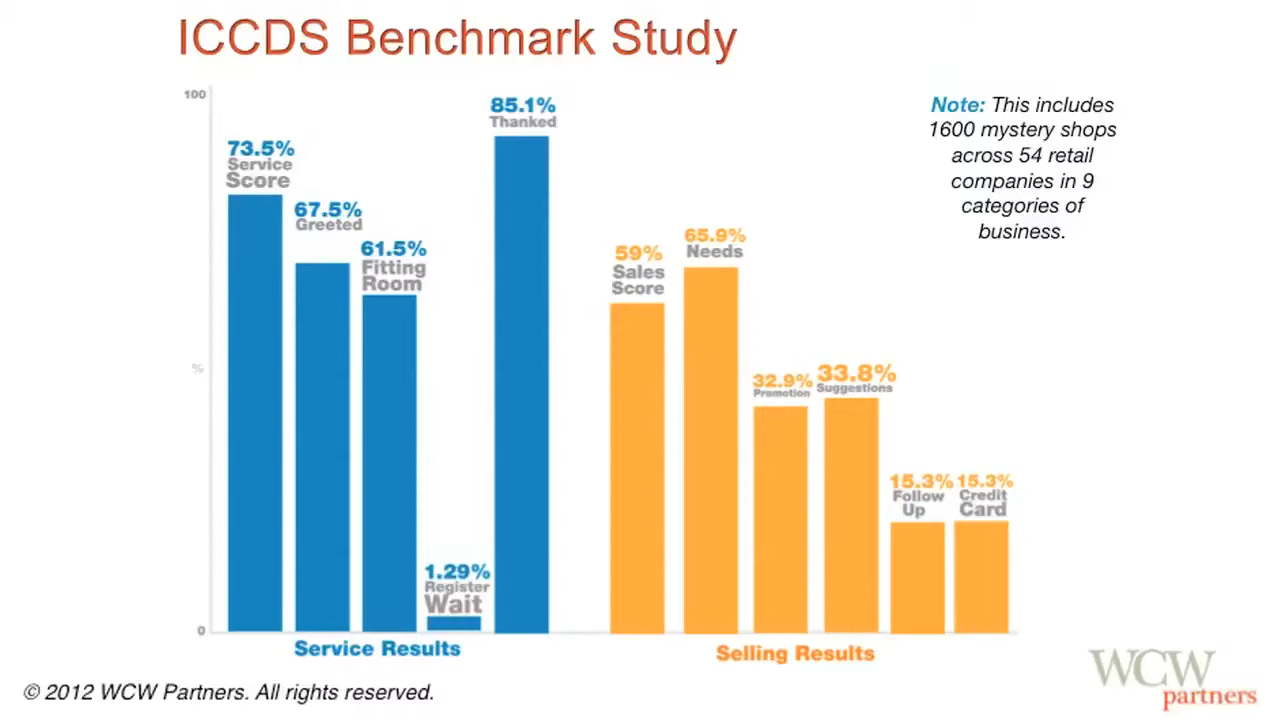 ICCDS Benchmark Study
100
%
0
73.5%
Service
Score
67.5%
Greeted
61.5%
Fitting
Room
1.29%
Register
Wait
85.1%
Thanked
Service Results
59%
Sales
Score
65.9%
Needs
32.9%
Promotion
33.8%
Suggestions
15.3%
Follow
Up
15.3%
Credit
Card
Selling Results
Note: This includes
1600 mystery shops
across 54 retail
companies in 9
categories of
business.
© 2012 WCW Partners. All rights reserved.
WCW
partners